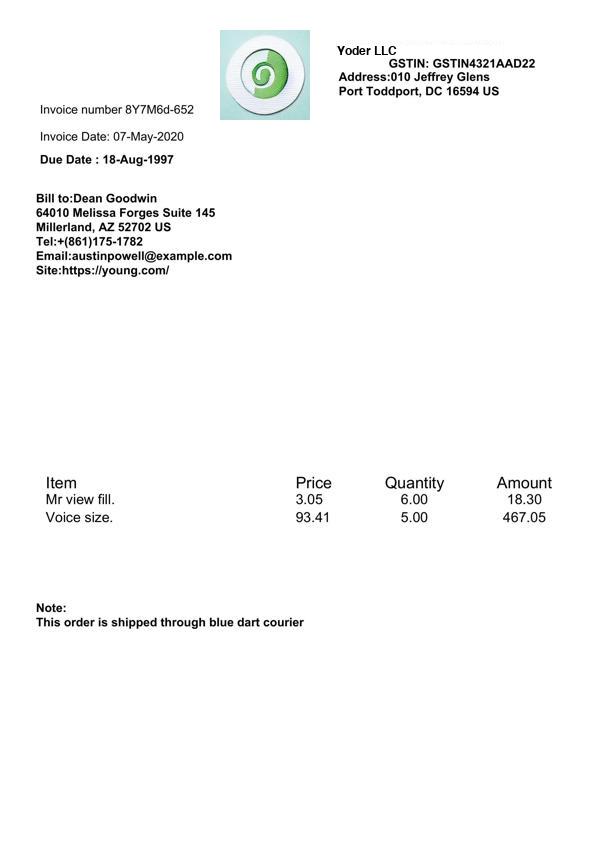 Yoder LLC
GSTIN: GSTIN4321AAD22
Address:010 Jeffrey Glens
Port Toddport, DC 16594 US
Invoice number 8Y7M6d-652
Invoice Date: 07-May-2020
Due Date : 18-Aug-1997
Bill to:Dean Goodwin
64010 Melissa Forges Suite 145
Millerland, AZ 52702 US
Tel:+(861)175-1782
Email:austinpowell@example.com
Site:https://young.com/
Item Price Quantity Amount
Mr view fill. 3.05 6.00 18.30
Voice size. 93.41 5.00 467.05
Note:
This order is shipped through blue dart courier